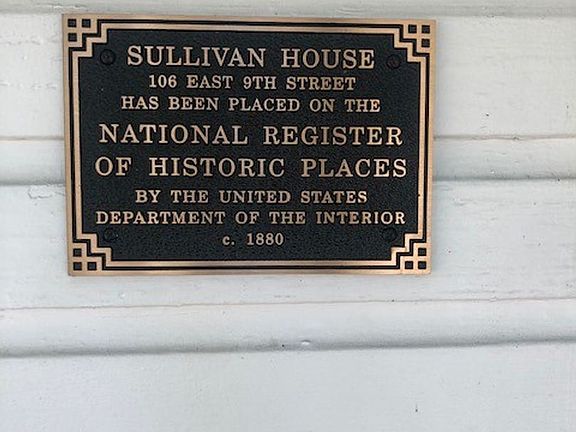 SULLIVAN HOUSE
106 EAST 9TH STREET
HAS BEEN PLACED ON THE
NATIONAL REGISTER
OF HISTORIC PLACES
BY THE UNITED STATES
DEPARTMENT OF THE INTERIOR
c. 1880